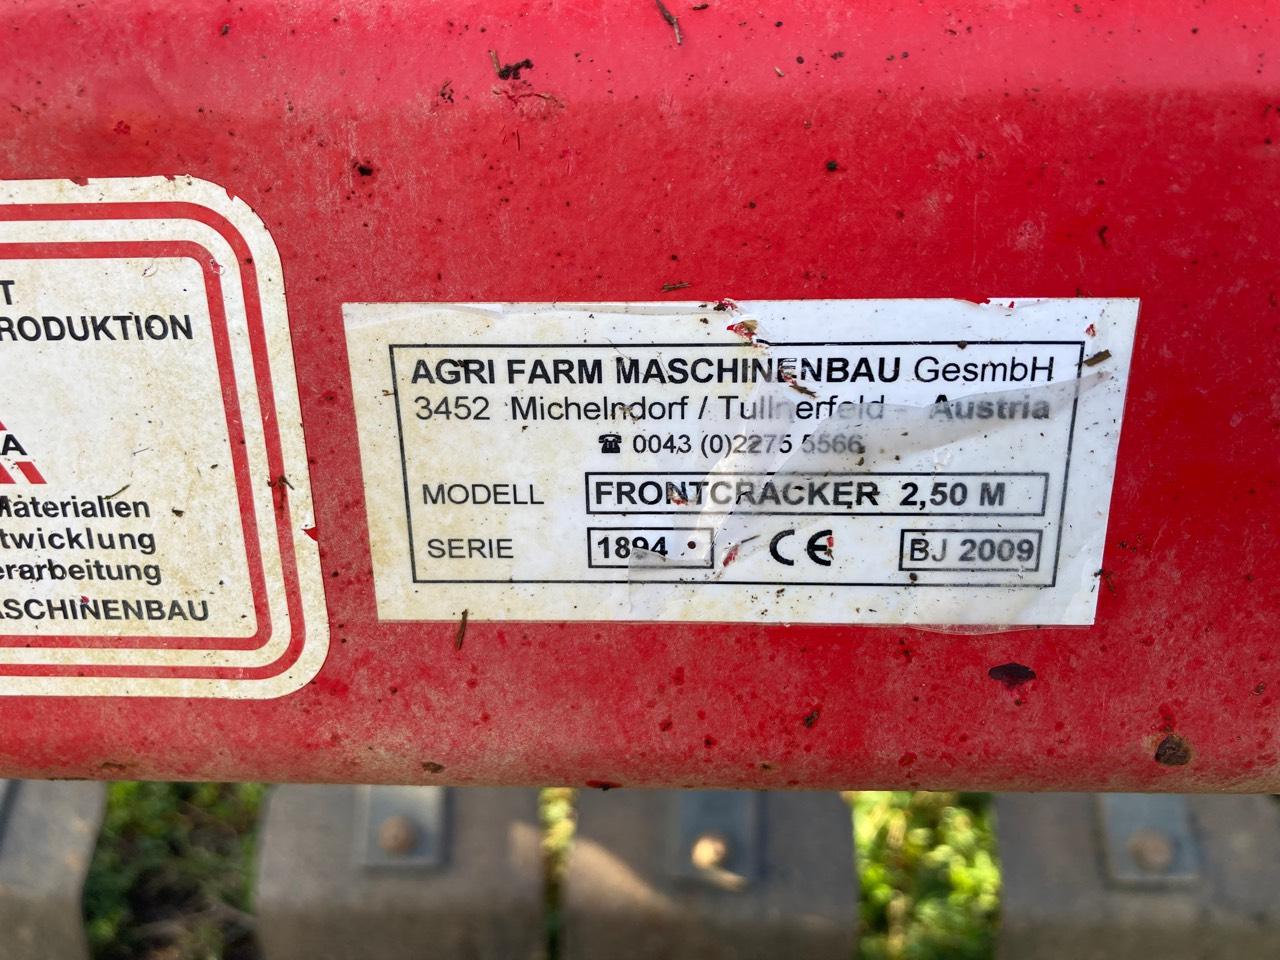 T
RODUKTION
A
Materialien
twicklung
erarbeitung
ASCHINENBAU
AGRI FARM MASCHINENBAU GesmbH
3452 Michelndorf / Tullnerfeld - Austria
☎ 0043 (0)2275 5566
MODELL FRONTCRACKER 2,50 M
SERIE 1894 CE BJ 2009